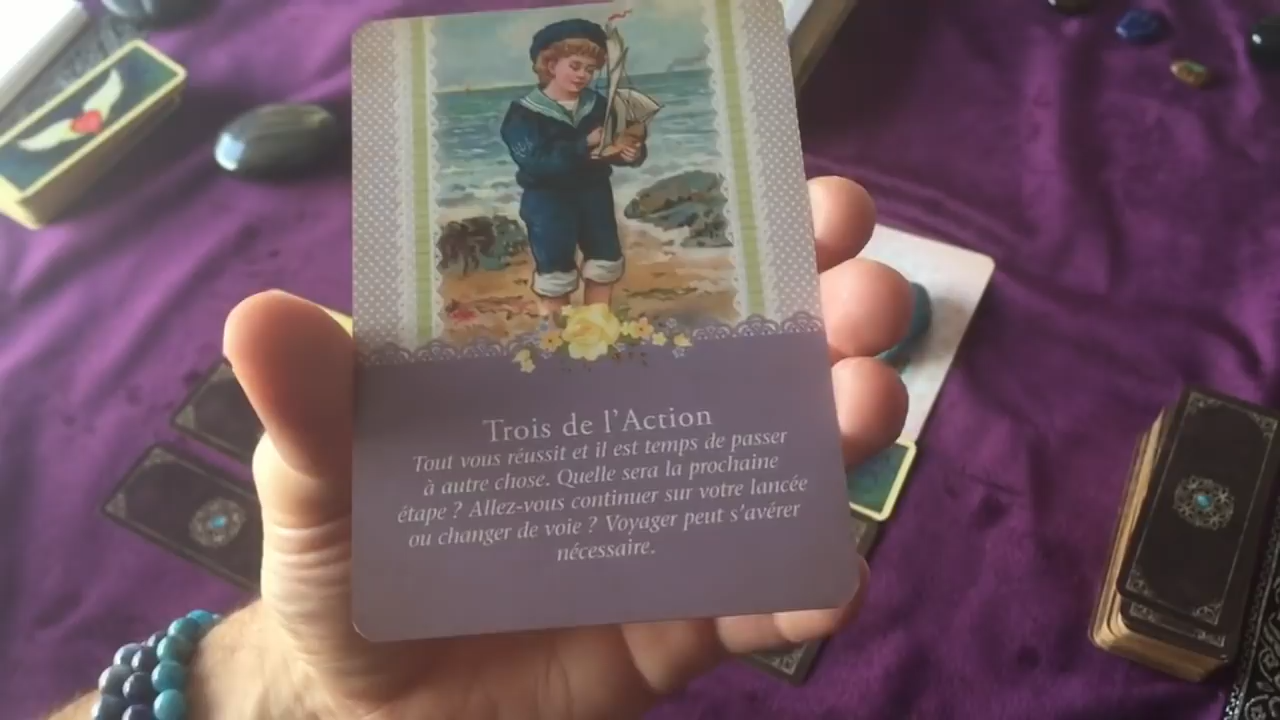 Trois de l'Action
Tout vous réussit et il est temps de passer
à autre chose. Quelle sera la prochaine
étape ? Allez-vous continuer sur votre lancée
ou changer de voie ? Voyager peut s'avérer
nécessaire.